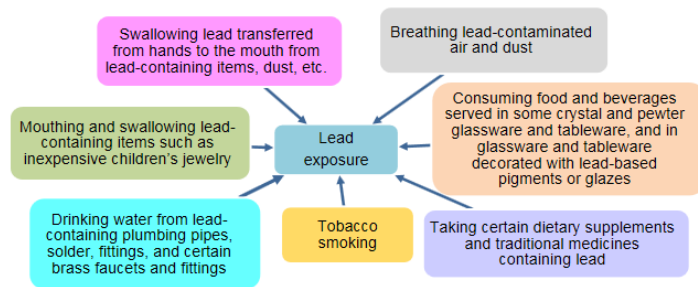 Swallowing lead transferred
from hands to the mouth from
lead-containing items, dust, etc.
Breathing lead-contaminated
air and dust
Mouthing and swallowing lead-
containing items such as
inexpensive children's jewelry
Lead
exposure
Consuming food and beverages
served in some crystal and pewter
glassware and tableware, and in
glassware and tableware
decorated with lead-based
pigments or glazes
Drinking water from lead-
containing plumbing pipes,
solder, fittings, and certain
brass faucets and fittings
Tobacco
smoking
Taking certain dietary supplements
and traditional medicines
containing lead